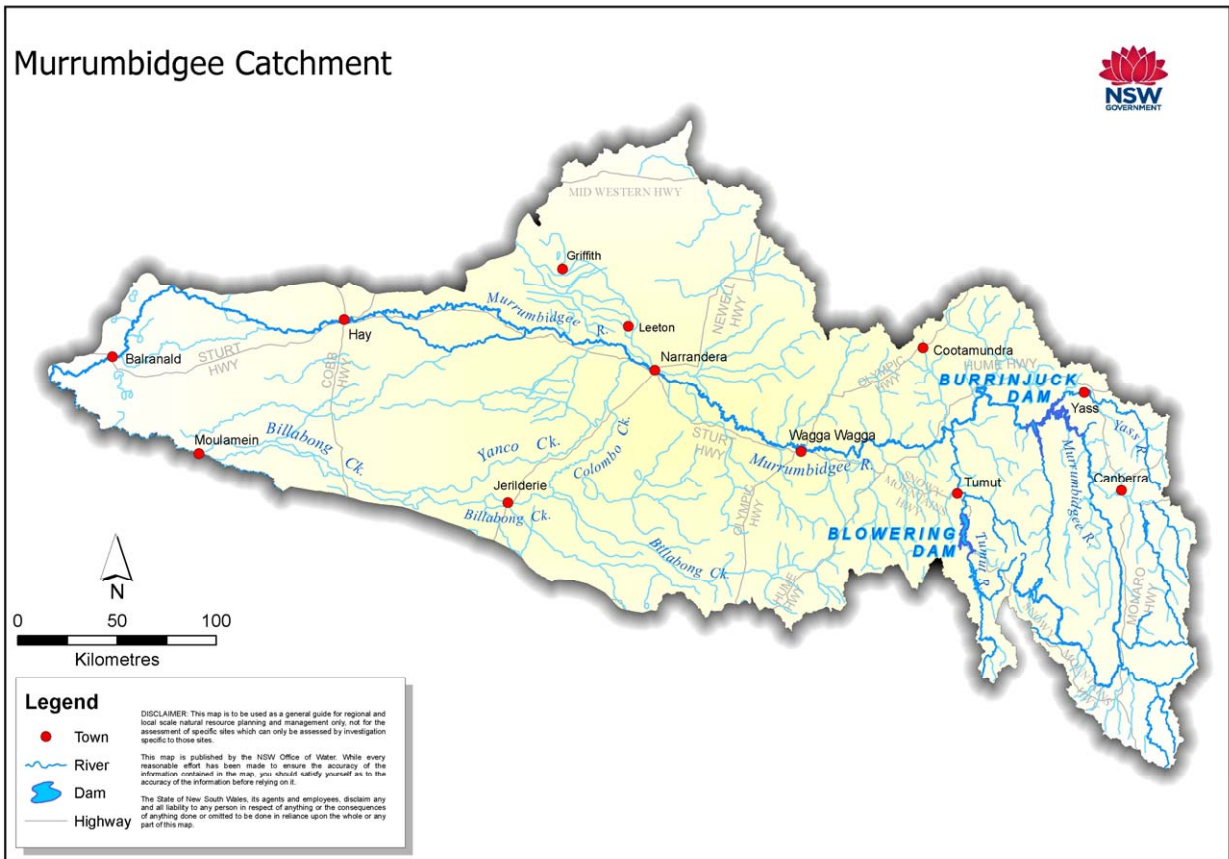 Murrumbidgee Catchment
NSW
GOVERNMENT
MID WESTERN HWY
Griffith
Murrumbidgee
R.
Leeton
NEWELL
HWY
Hay
Narrandera
Balranald
STURT
HWY
COBB
HWY
OLYMPIC
HWY
Cootamundra
HUME HWY
BURRINJUCK
DAM
Yass
Yass R.
Moulamein
Billabong Ck.
Yanco Ck.
Colombo Ck.
STURT
HWY
Wagga Wagga
Murrumbidgee R.
SNOWY
MOUNTAINS
HWY
Tumut
Murrumbidgee R.
Canberra
Jerilderie
Billabong Ck.
OLYMPIC
HWY
BLOWERING
DAM
Tumut R.
Billabong Ck.
HUME
HWY
MONARO
HWY
SNOWY
MOUNTAINS
HWY
N
0 50 100
Kilometres
Legend
Town
River
Dam
Highway
DISCLAIMER: This map is to be used as a general guide for regional and
local scale natural resource planning and management only, not for the
assessment of specific sites which can only be assessed by investigation
specific to those sites.
This map is published by the NSW Office of Water. While every
reasonable effort has been made to ensure the accuracy of the
information contained in the map, you should satisfy yourself as to the
accuracy of the information before relying on it.
The State of New South Wales, its agents and employees, disclaim any
and all liability to any person in respect of anything or the consequences
of anything done or omitted to be done in reliance upon the whole or any
part of this map.